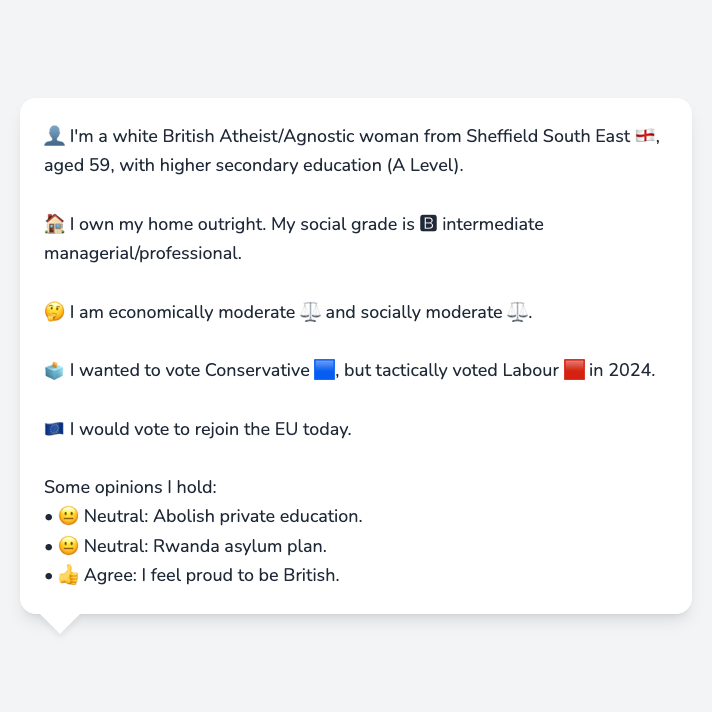 👤 I'm a white British Atheist/Agnostic woman from Sheffield South East 🏴󠁧󠁢󠁥󠁮󠁧󠁿,
aged 59, with higher secondary education (A Level).
🏠 I own my home outright. My social grade is 🅱 intermediate
managerial/professional.
🤔 I am economically moderate ⚖️ and socially moderate ⚖️.
🗳️ I wanted to vote Conservative 🟦, but tactically voted Labour 🟥 in 2024.
🇪🇺 I would vote to rejoin the EU today.
Some opinions I hold:
• 😐 Neutral: Abolish private education.
• 😐 Neutral: Rwanda asylum plan.
• 👍 Agree: I feel proud to be British.